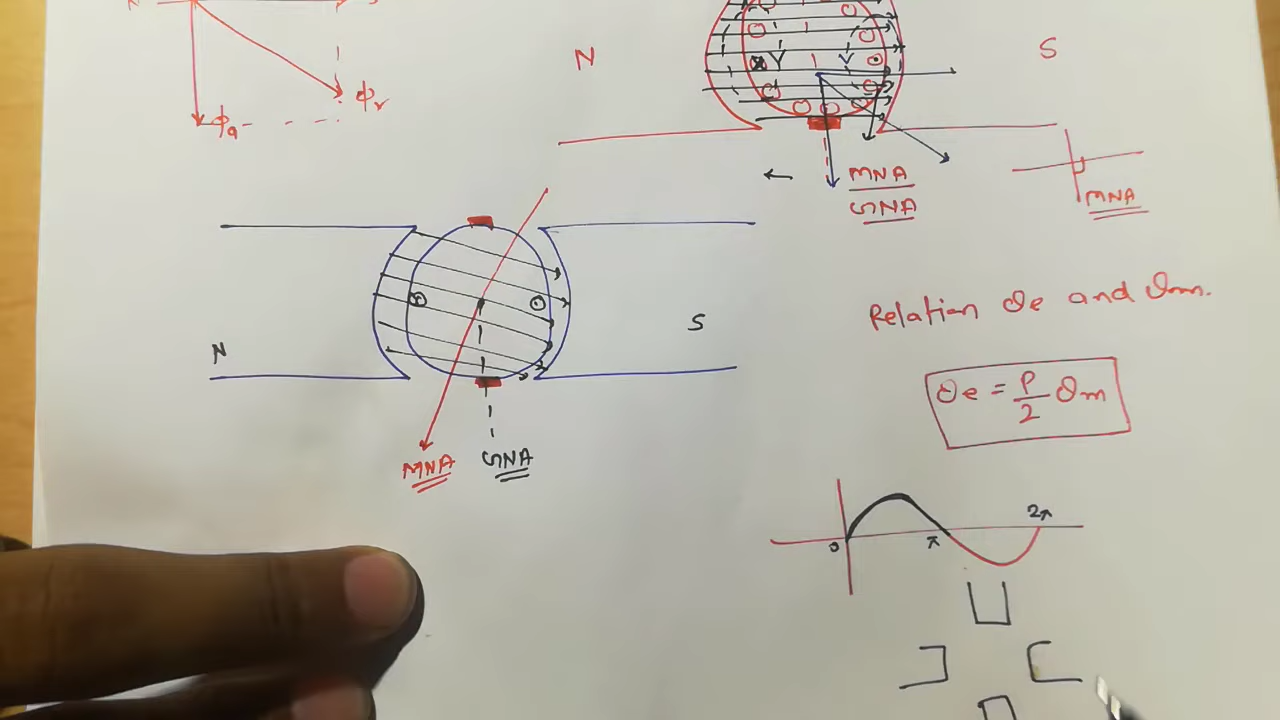 N
S
ϕr
ϕa
MNA
GNA
MNA
Relation θe and θm.
N
S
θe = P/2 θm
MNA
GNA
0
π
2π